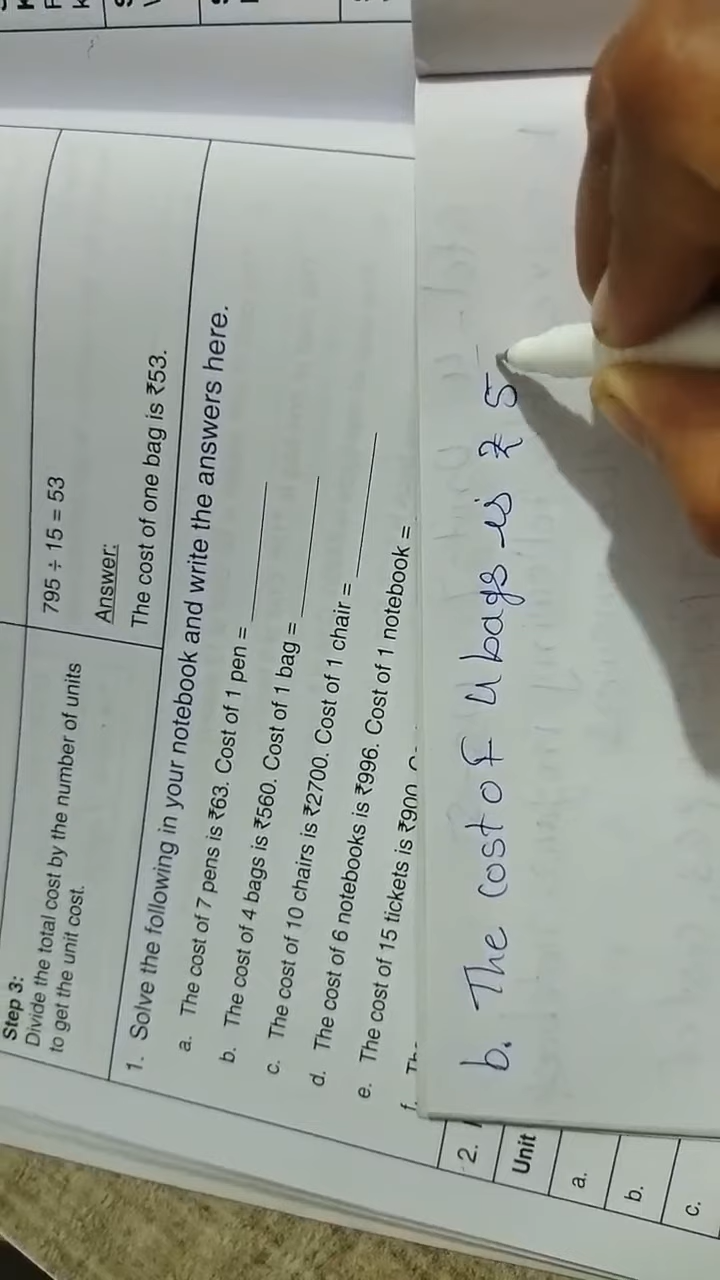 Step 3:
Divide the total cost by the number of units
to get the unit cost.
795 ÷ 15 = 53
Answer:
The cost of one bag is ₹53.
1. Solve the following in your notebook and write the answers here.
a. The cost of 7 pens is ₹63. Cost of 1 pen =
b. The cost of 4 bags is ₹560. Cost of 1 bag =
c. The cost of 10 chairs is ₹2700. Cost of 1 chair =
d. The cost of 6 notebooks is ₹996. Cost of 1 notebook =
e. The cost of 15 tickets is ₹900.
f.
2.
Unit
a.
b.
c.
b. The cost of 4 bags is ₹ 5